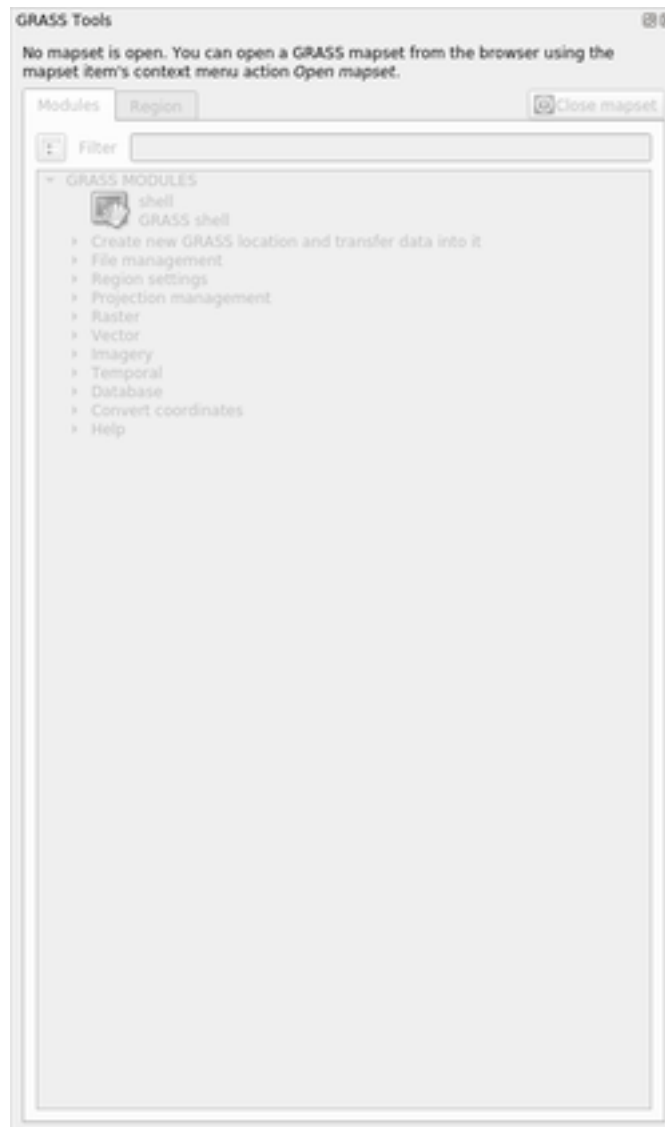 GRASS Tools
No mapset is open. You can open a GRASS mapset from the browser using the
mapset item's context menu action Open mapset.
Modules Region Close mapset
Filter
GRASS MODULES
shell
GRASS shell
Create new GRASS location and transfer data into it
File management
Region settings
Projection management
Raster
Vector
Imagery
Temporal
Database
Convert coordinates
Help